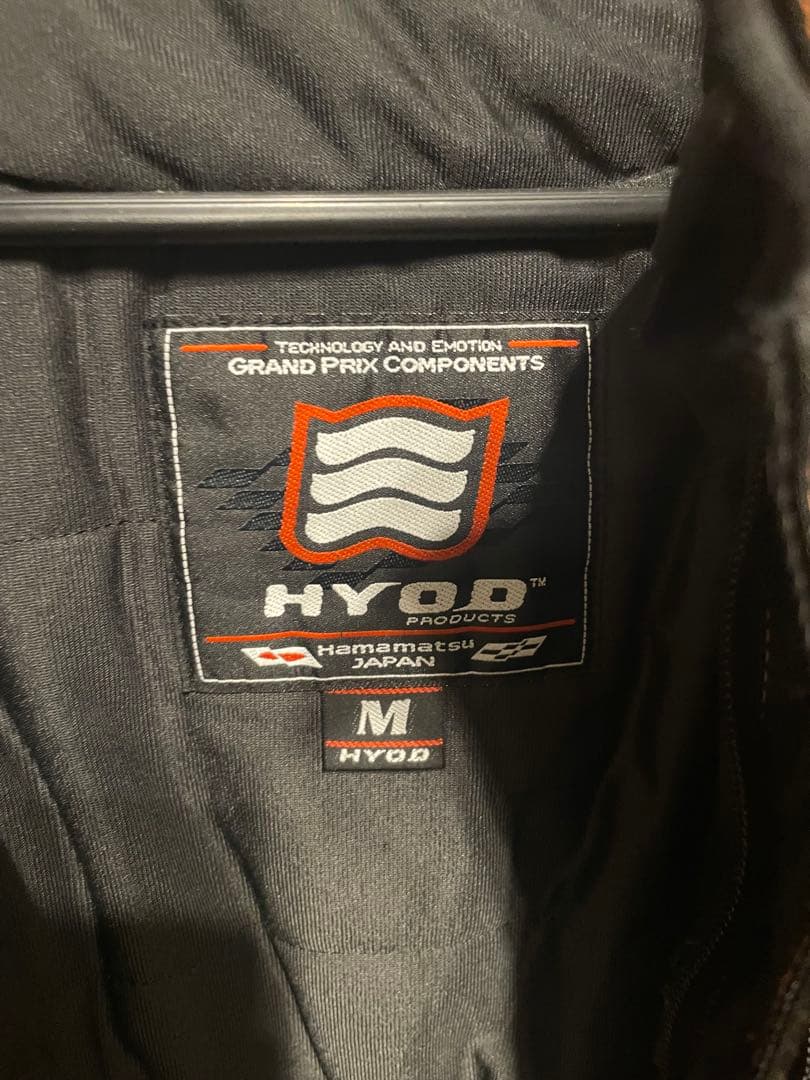 TECHNOLOGY AND EMOTION
GRAND PRIX COMPONENTS
HYOD™
PRODUCTS
Hamamatsu
JAPAN
M
HYOD